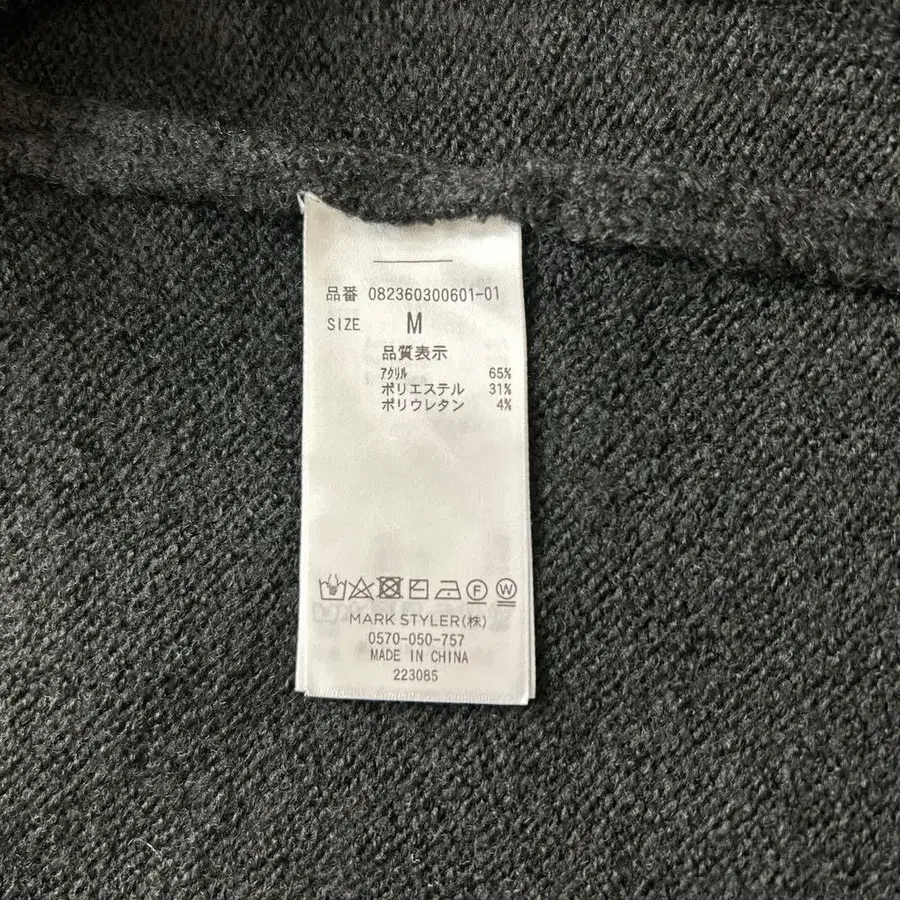 品番 082360300601-01
SIZE M
品質表示
アクリル 65%
ポリエステル 31%
ポリウレタン 4%
F W
MARK STYLER(株)
0570-050-757
MADE IN CHINA
223085